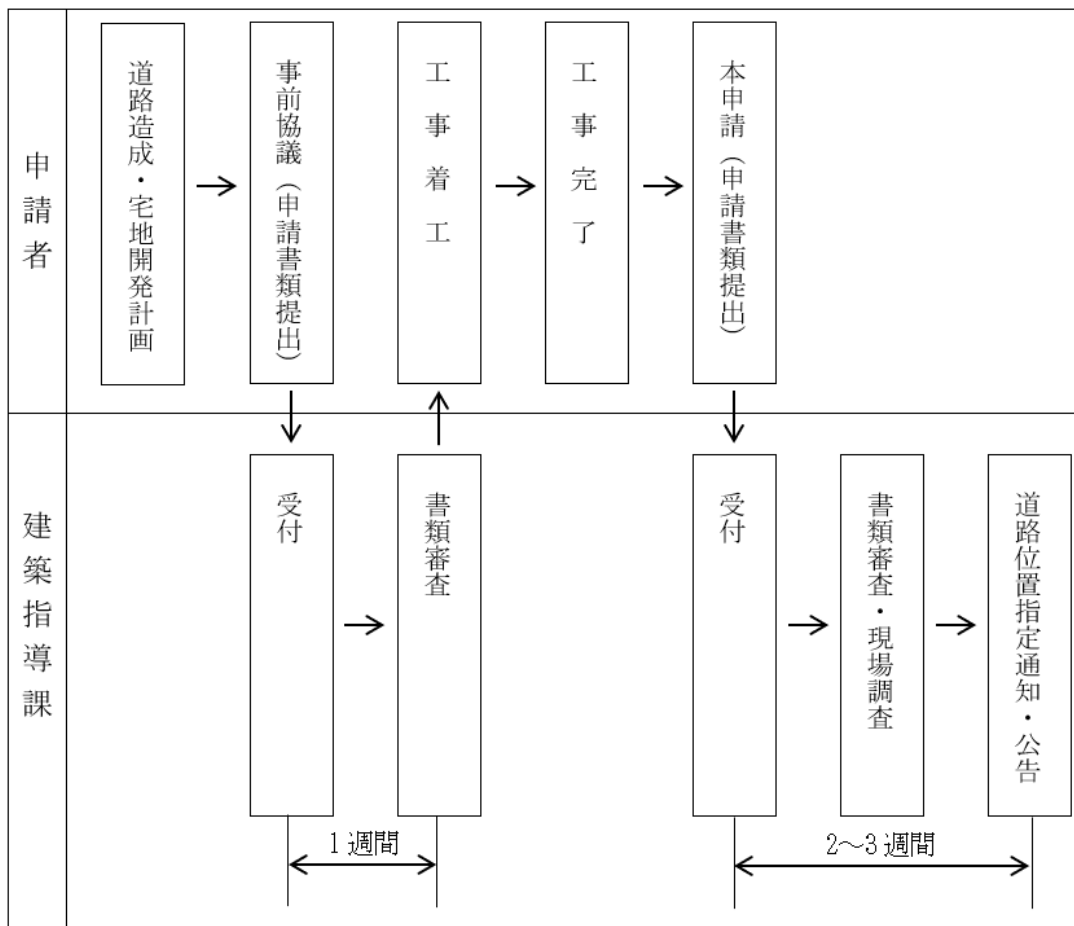 申請者
道路造成・宅地開発計画
事前協議（申請書類提出）
工事着工
工事完了
本申請（申請書類提出）
建築指導課
受付
書類審査
受付
書類審査・現場調査
道路位置指定通知・公告
1週間
2～3週間